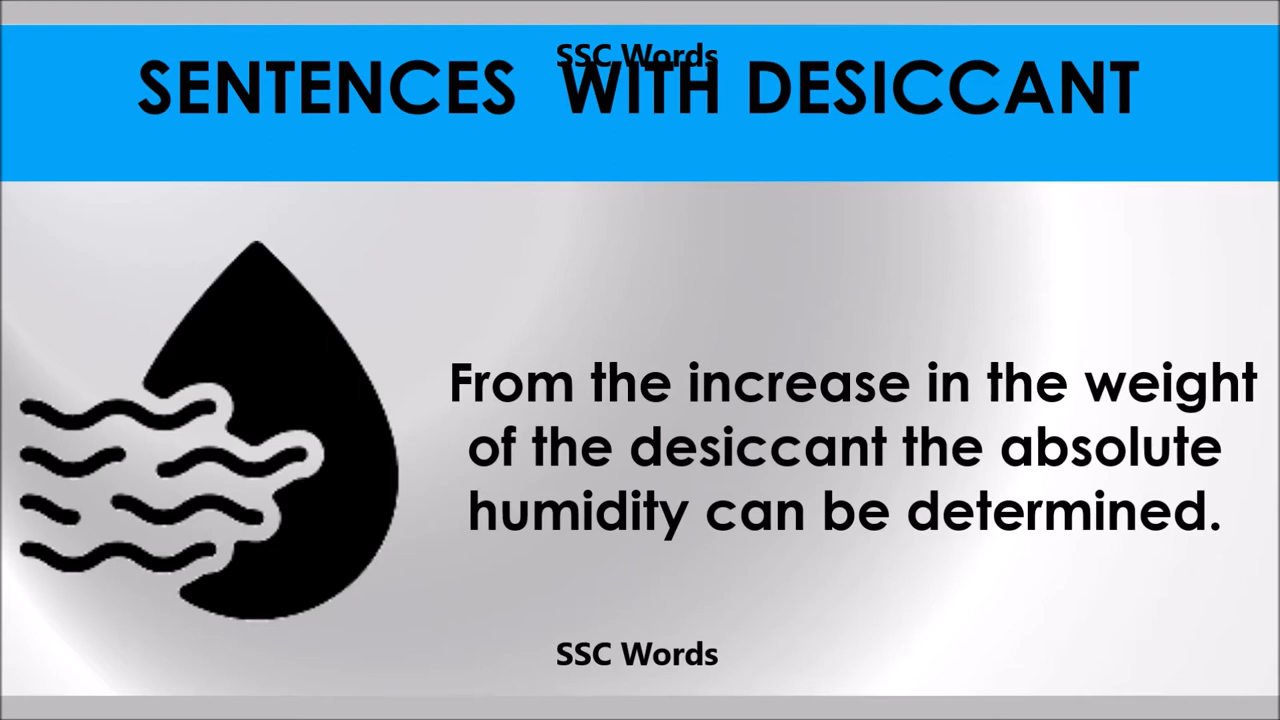 SSC Words
SENTENCES WITH DESICCANT
From the increase in the weight
of the desiccant the absolute
humidity can be determined.
SSC Words